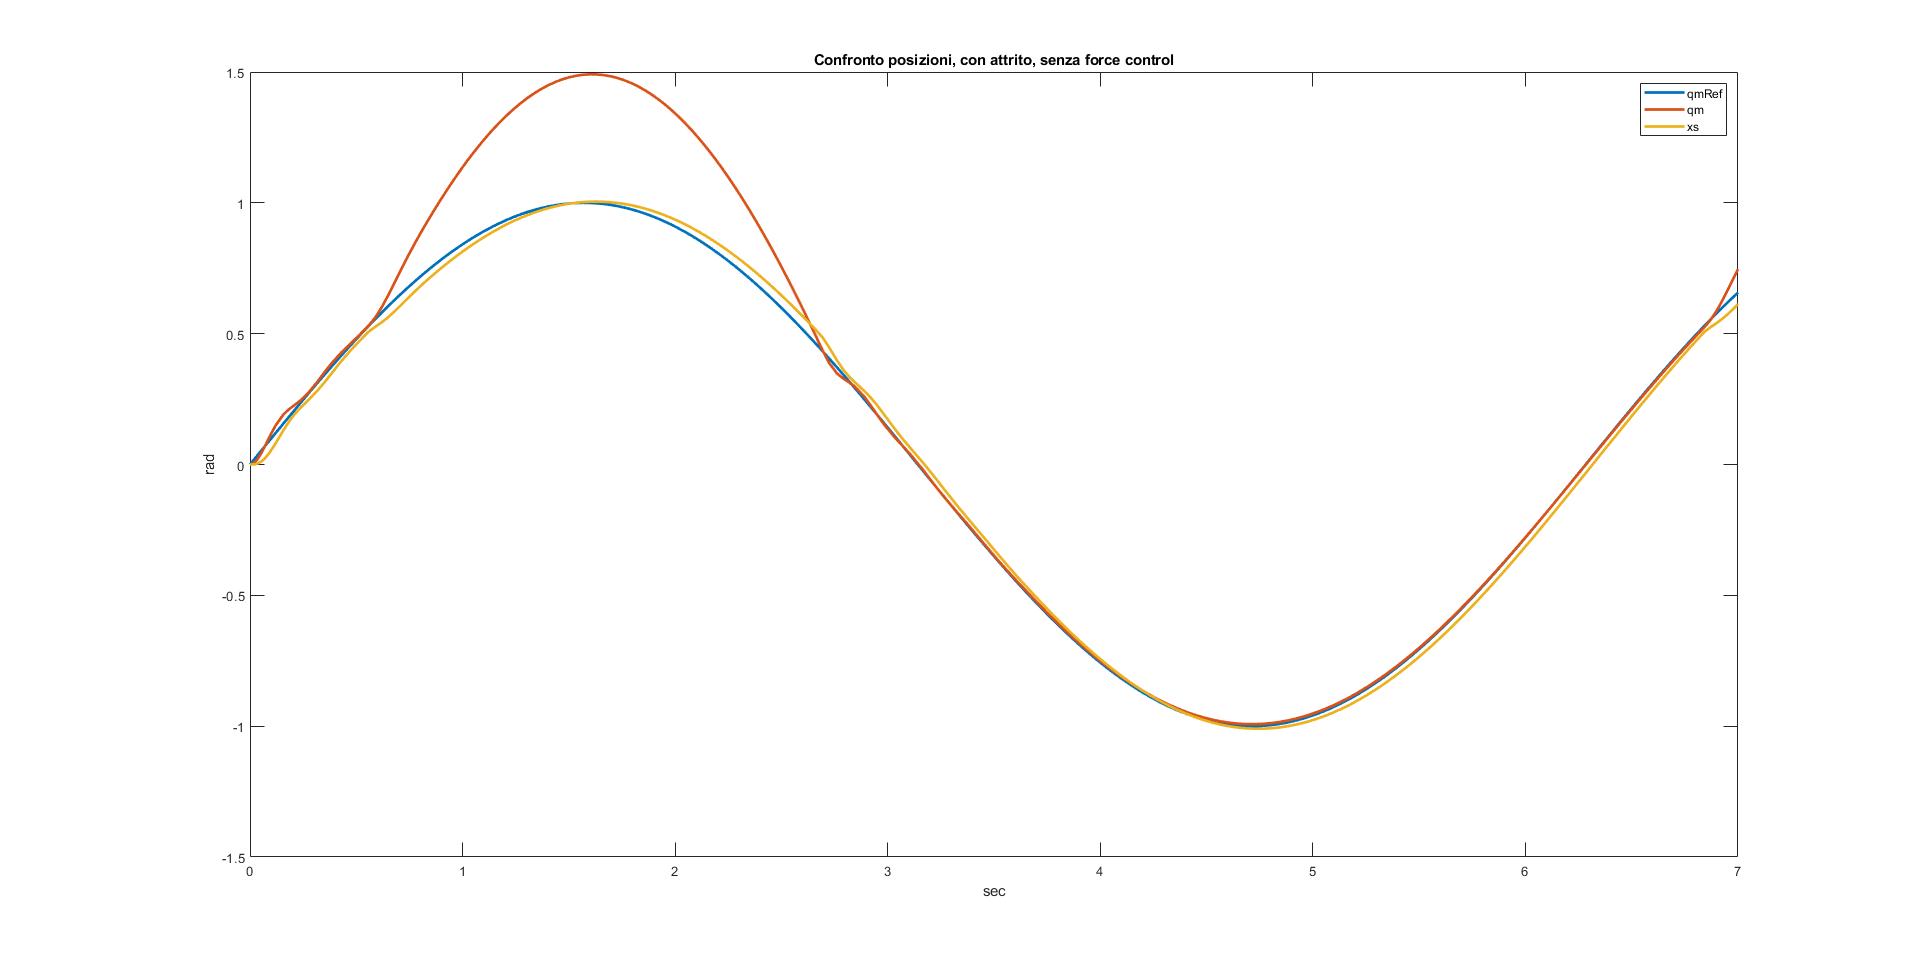 Confronto posizioni, con attrito, senza force control
qmRef
qm
xs
1.5
1
0.5
0
-0.5
-1
-1.5
rad
0 1 2 3 4 5 6 7
sec